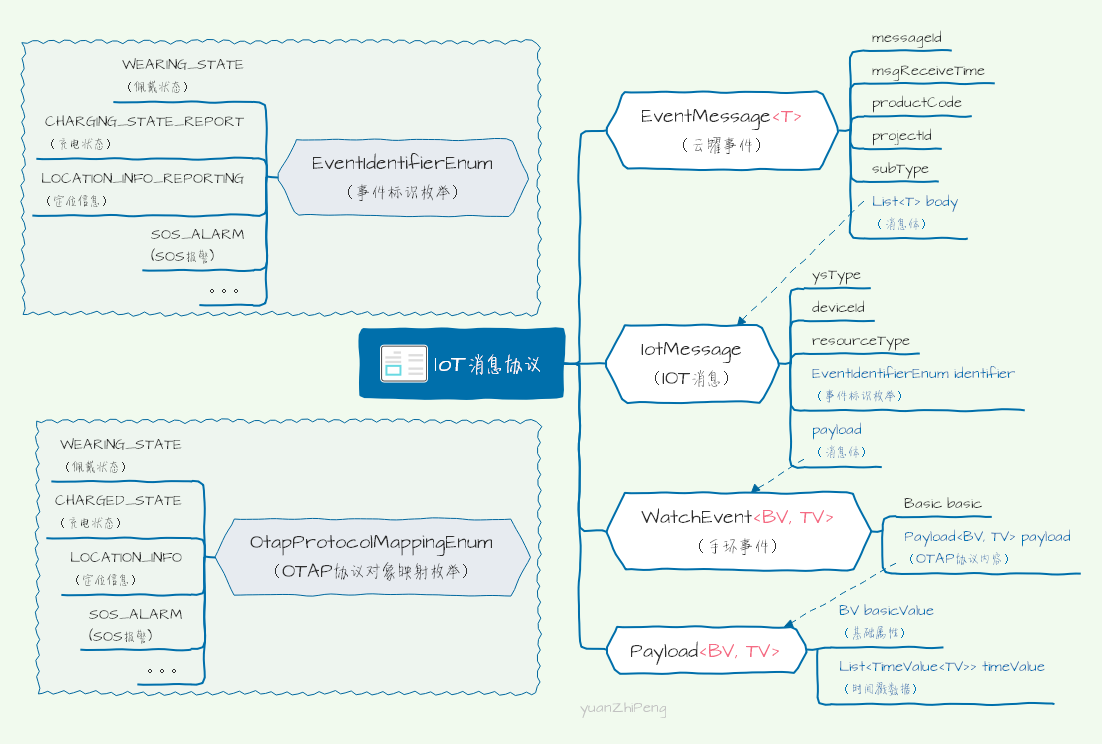 WEARING_STATE
(佩戴状态)
CHARGING_STATE_REPORT
(充电状态)
LOCATION_INFO_REPORTING
(定位信息)
SOS_ALARM
(SOS报警)
。。。
EventIdentifierEnum
(事件标识枚举)
IOT消息协议
WEARING_STATE
(佩戴状态)
CHARGED_STATE
(充电状态)
LOCATION_INFO
(定位信息)
SOS_ALARM
(SOS报警)
。。。
OtapProtocolMappingEnum
(OTAP协议对象映射枚举)
EventMessage<T>
(云曜事件)
messageId
msgReceiveTime
productCode
projectId
subType
List<T> body
(消息体)
IotMessage
(IOT消息)
ysType
deviceId
resourceType
EventIdentifierEnum identifier
(事件标识枚举)
payload
(消息体)
WatchEvent<BV, TV>
(手环事件)
Basic basic
Payload<BV, TV> payload
(OTAP协议内容)
Payload<BV, TV>
BV basicValue
(基础属性)
List<TimeValue<TV>> timeValue
(时间戳数据)
yuanZhiPeng